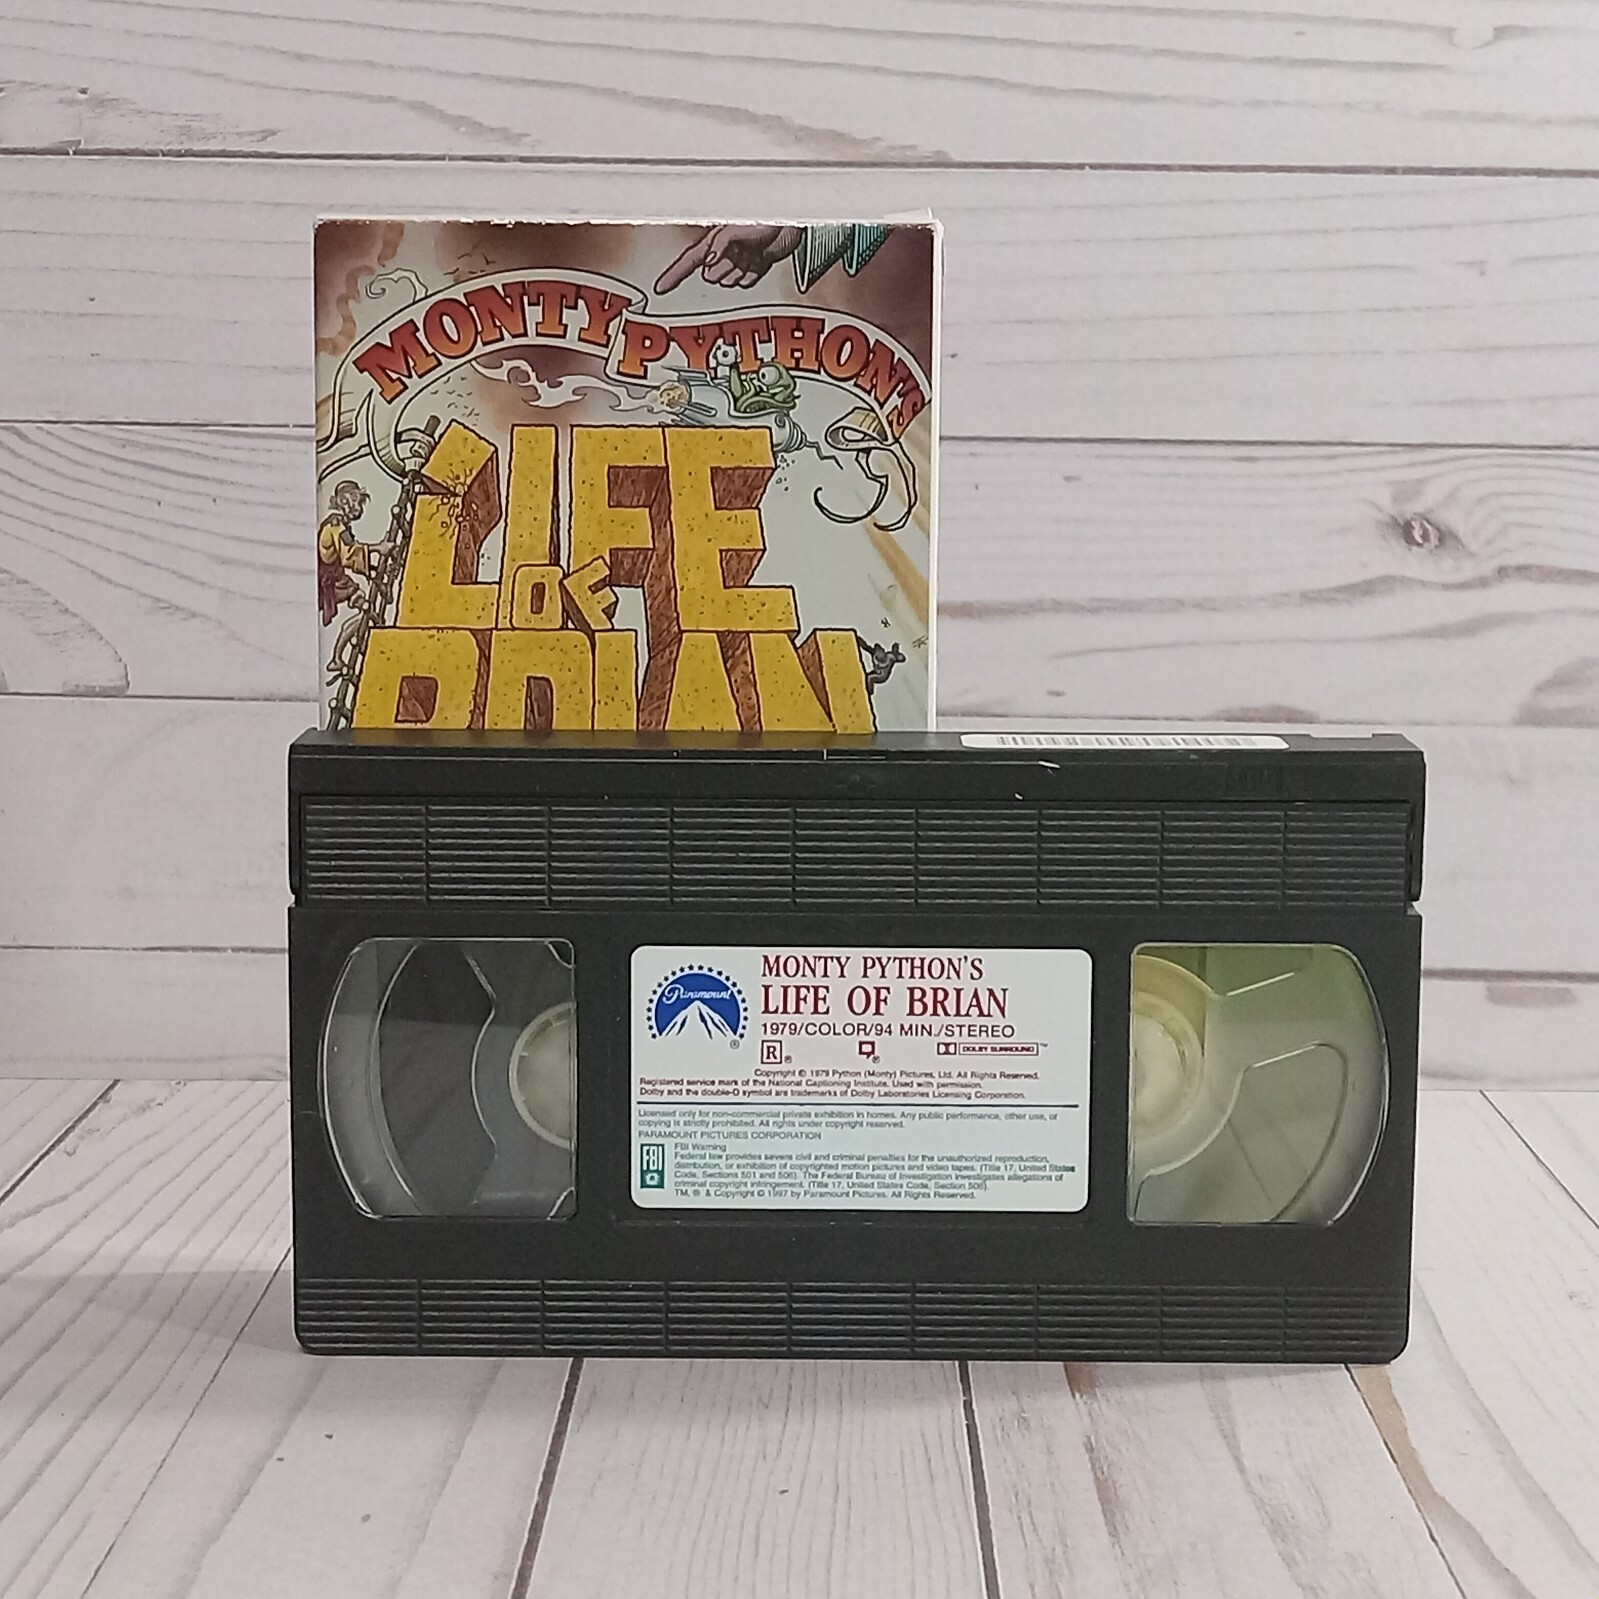 MONTY PYTHON'S
LIFE
OF
BRIAN
Paramount
®
MONTY PYTHON'S
LIFE OF BRIAN
1979/COLOR/94 MIN./STEREO
R ® ® DOLBY SURROUND ™
Copyright © 1979 Python (Monty) Pictures, Ltd. All Rights Reserved.
Registered service mark of the National Captioning Institute. Used with permission.
Dolby and the double-D symbol are trademarks of Dolby Laboratories Licensing Corporation.
Licensed only for non-commercial private exhibition in homes. Any public performance, other use, or
copying is strictly prohibited. All rights under copyright reserved.
PARAMOUNT PICTURES CORPORATION
FBI
FBI Warning
Federal law provides severe civil and criminal penalties for the unauthorized reproduction,
distribution, or exhibition of copyrighted motion pictures and video tapes. (Title 17, United States
Code, Sections 501 and 506). The Federal Bureau of Investigation investigates allegations of
criminal copyright infringement. (Title 17, United States Code, Section 506).
TM, ® & Copyright © 1997 by Paramount Pictures. All Rights Reserved.